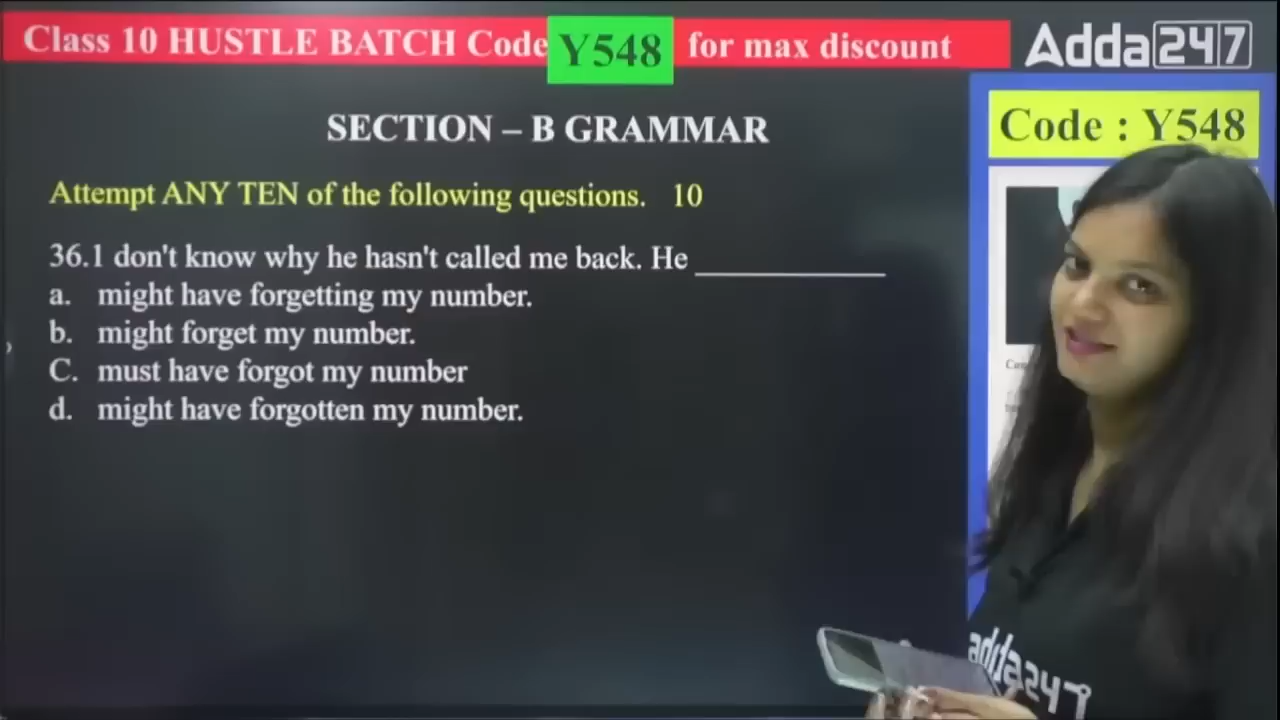 Class 10 HUSTLE BATCH Code Y548 for max discount
Adda247
Code : Y548
SECTION – B GRAMMAR
Attempt ANY TEN of the following questions. 10
36.1 don't know why he hasn't called me back. He ____________
a. might have forgetting my number.
b. might forget my number.
C. must have forgot my number
d. might have forgotten my number.
adda247